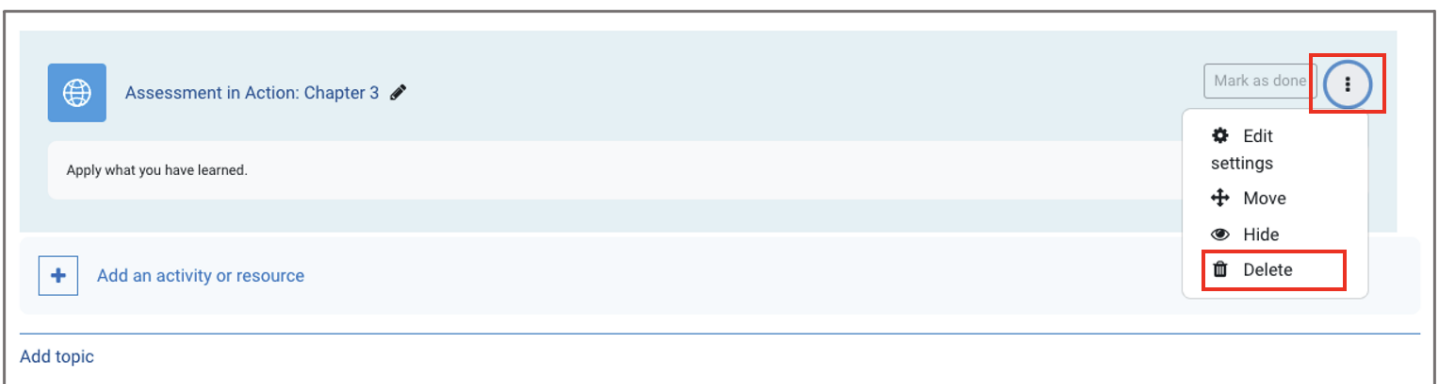 Assessment in Action: Chapter 3
Mark as done
Apply what you have learned.
Edit
settings
Move
Hide
Delete
Add an activity or resource
Add topic